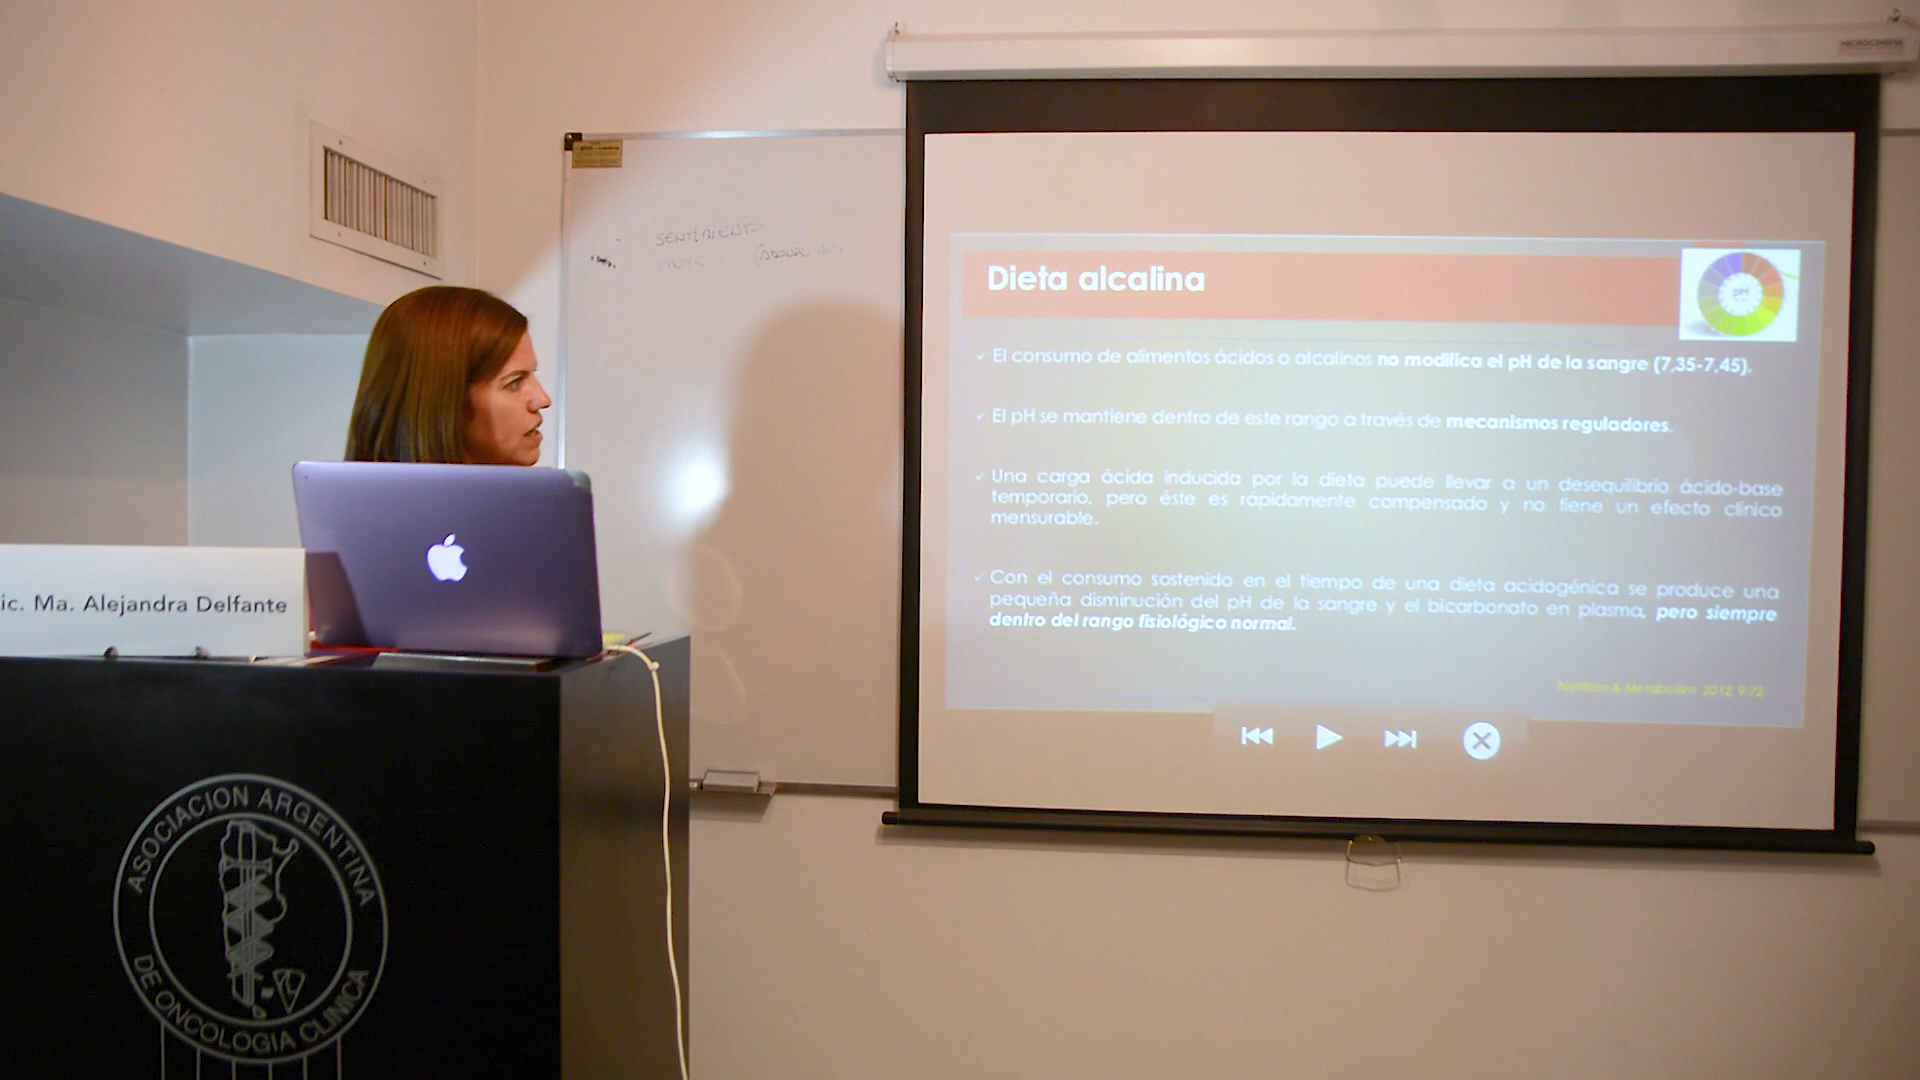 MICROCINEMA
SENTIMIENTO
Dieta alcalina
pH
✓ El consumo de alimentos ácidos o alcalinos no modifica el pH de la sangre (7,35-7,45).
✓ El pH se mantiene dentro de este rango a través de mecanismos reguladores.
✓ Una carga ácida inducida por la dieta puede llevar a un desequilibrio ácido-base
temporario, pero éste es rápidamente compensado y no tiene un efecto clínico
mensurable.
✓ Con el consumo sostenido en el tiempo de una dieta acidogénica se produce una
pequeña disminución del pH de la sangre y el bicarbonato en plasma, pero siempre
dentro del rango fisiológico normal.
Nutrition & Metabolism 2012, 9:72.
ic. Ma. Alejandra Delfante
ASOCIACION ARGENTINA
DE ONCOLOGIA CLINICA